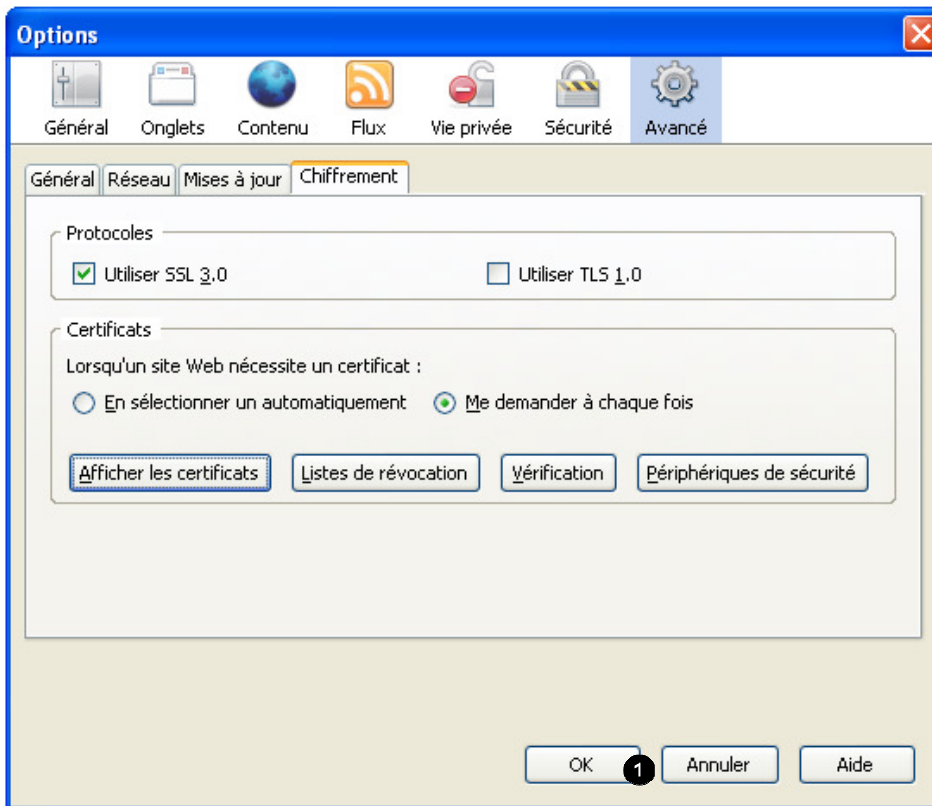 Options
Général Onglets Contenu Flux Vie privée Sécurité Avancé
Général Réseau Mises à jour Chiffrement
Protocoles
Utiliser SSL 3.0 Utiliser TLS 1.0
Certificats
Lorsqu'un site Web nécessite un certificat :
En sélectionner un automatiquement Me demander à chaque fois
Afficher les certificats Listes de révocation Vérification Périphériques de sécurité
OK 1 Annuler Aide